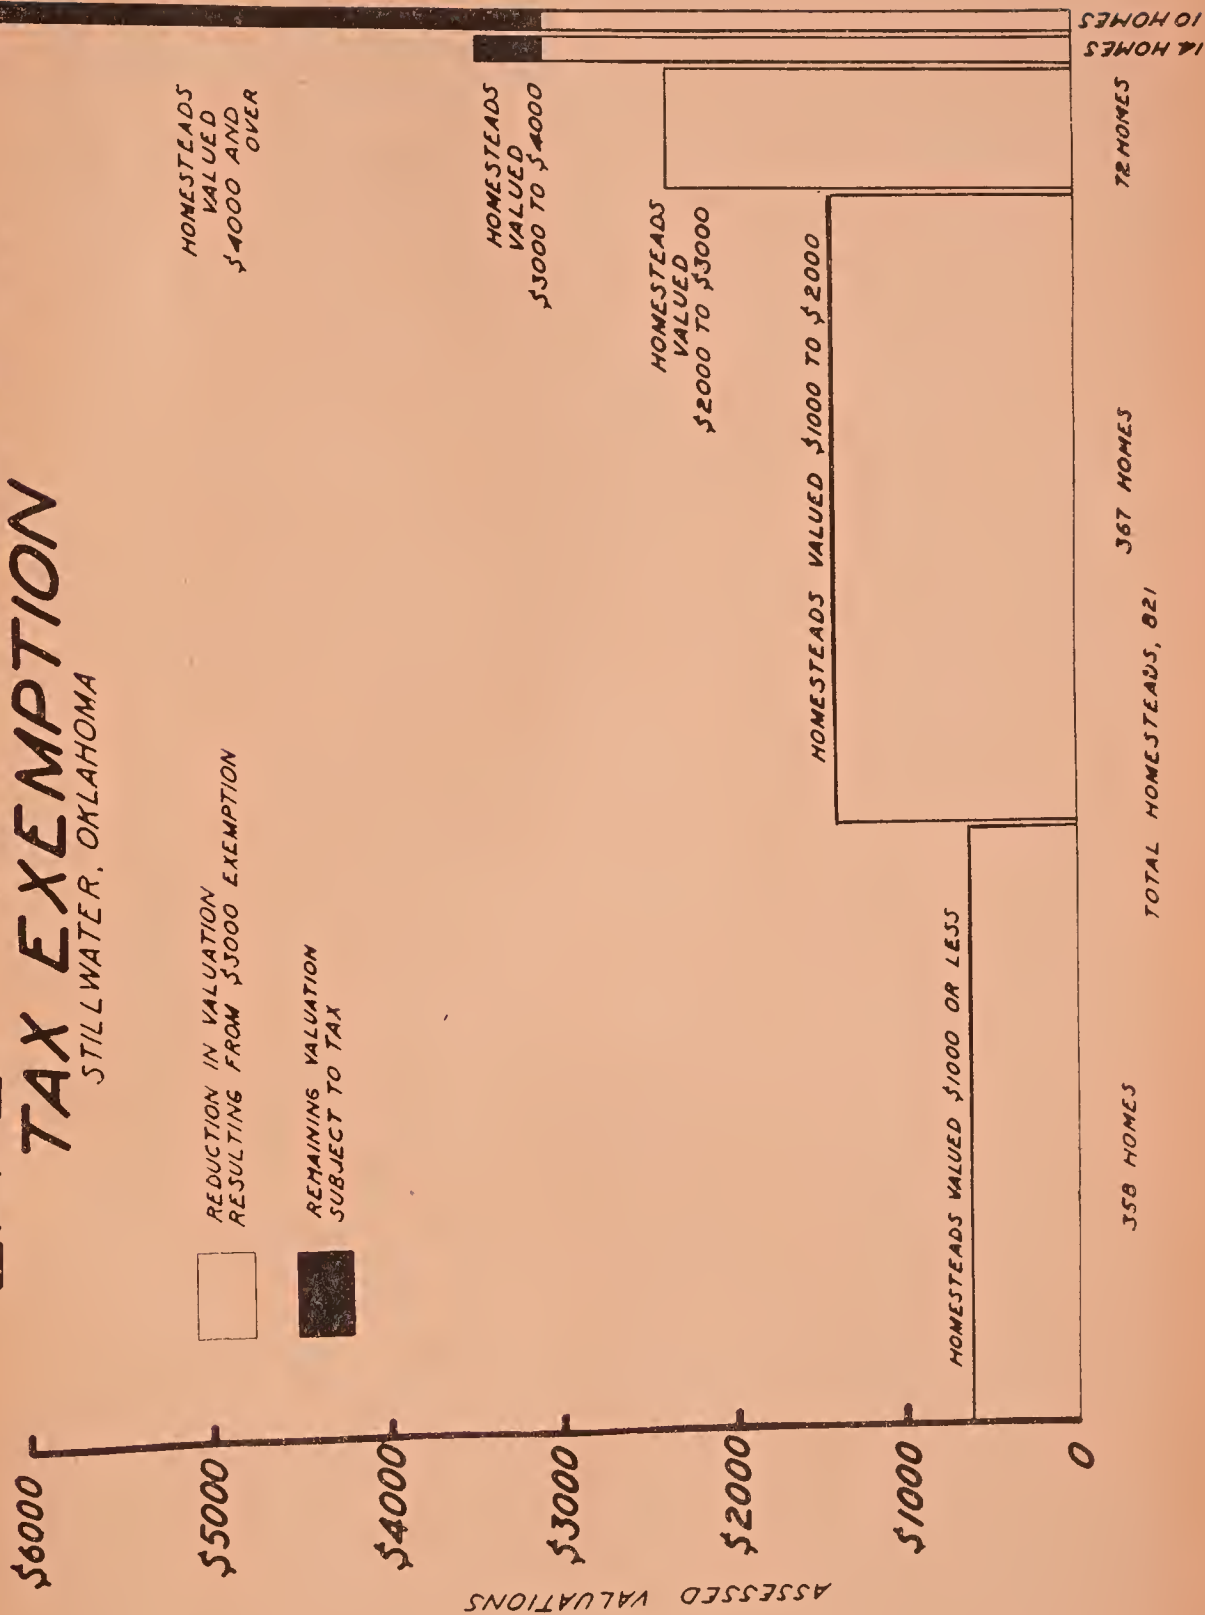 TAX EXEMPTION
STILLWATER, OKLAHOMA
REDUCTION IN VALUATION
RESULTING FROM $3000 EXEMPTION
REMAINING VALUATION
SUBJECT TO TAX
ASSESSED VALUATIONS
$6000
$5000
$4000
$3000
$2000
$1000
0
HOMESTEADS VALUED $1000 OR LESS
HOMESTEADS VALUED $1000 TO $2000
HOMESTEADS
VALUED
$2000 TO $3000
HOMESTEADS
VALUED
$3000 TO $4000
HOMESTEADS
VALUED
$4000 AND
OVER
358 HOMES
367 HOMES
72 HOMES
14 HOMES
10 HOMES
TOTAL HOMESTEADS, 821